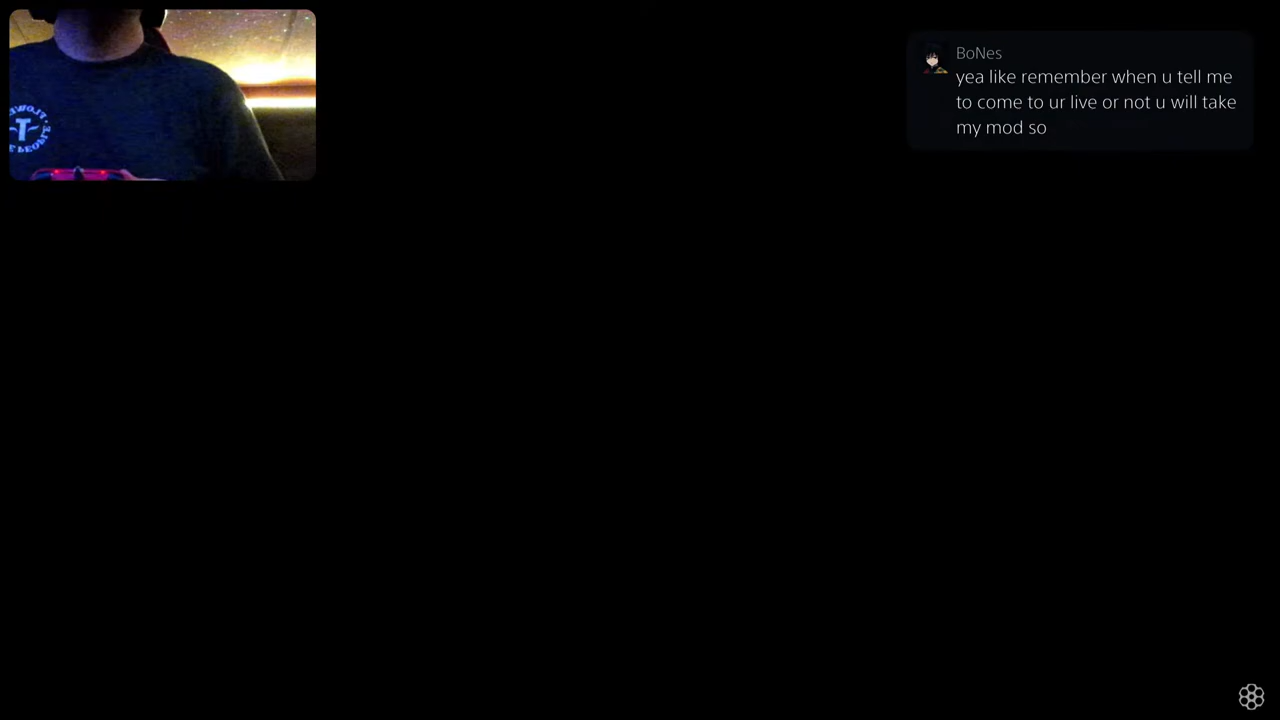 BoNes
yea like remember when u tell me
to come to ur live or not u will take
my mod so